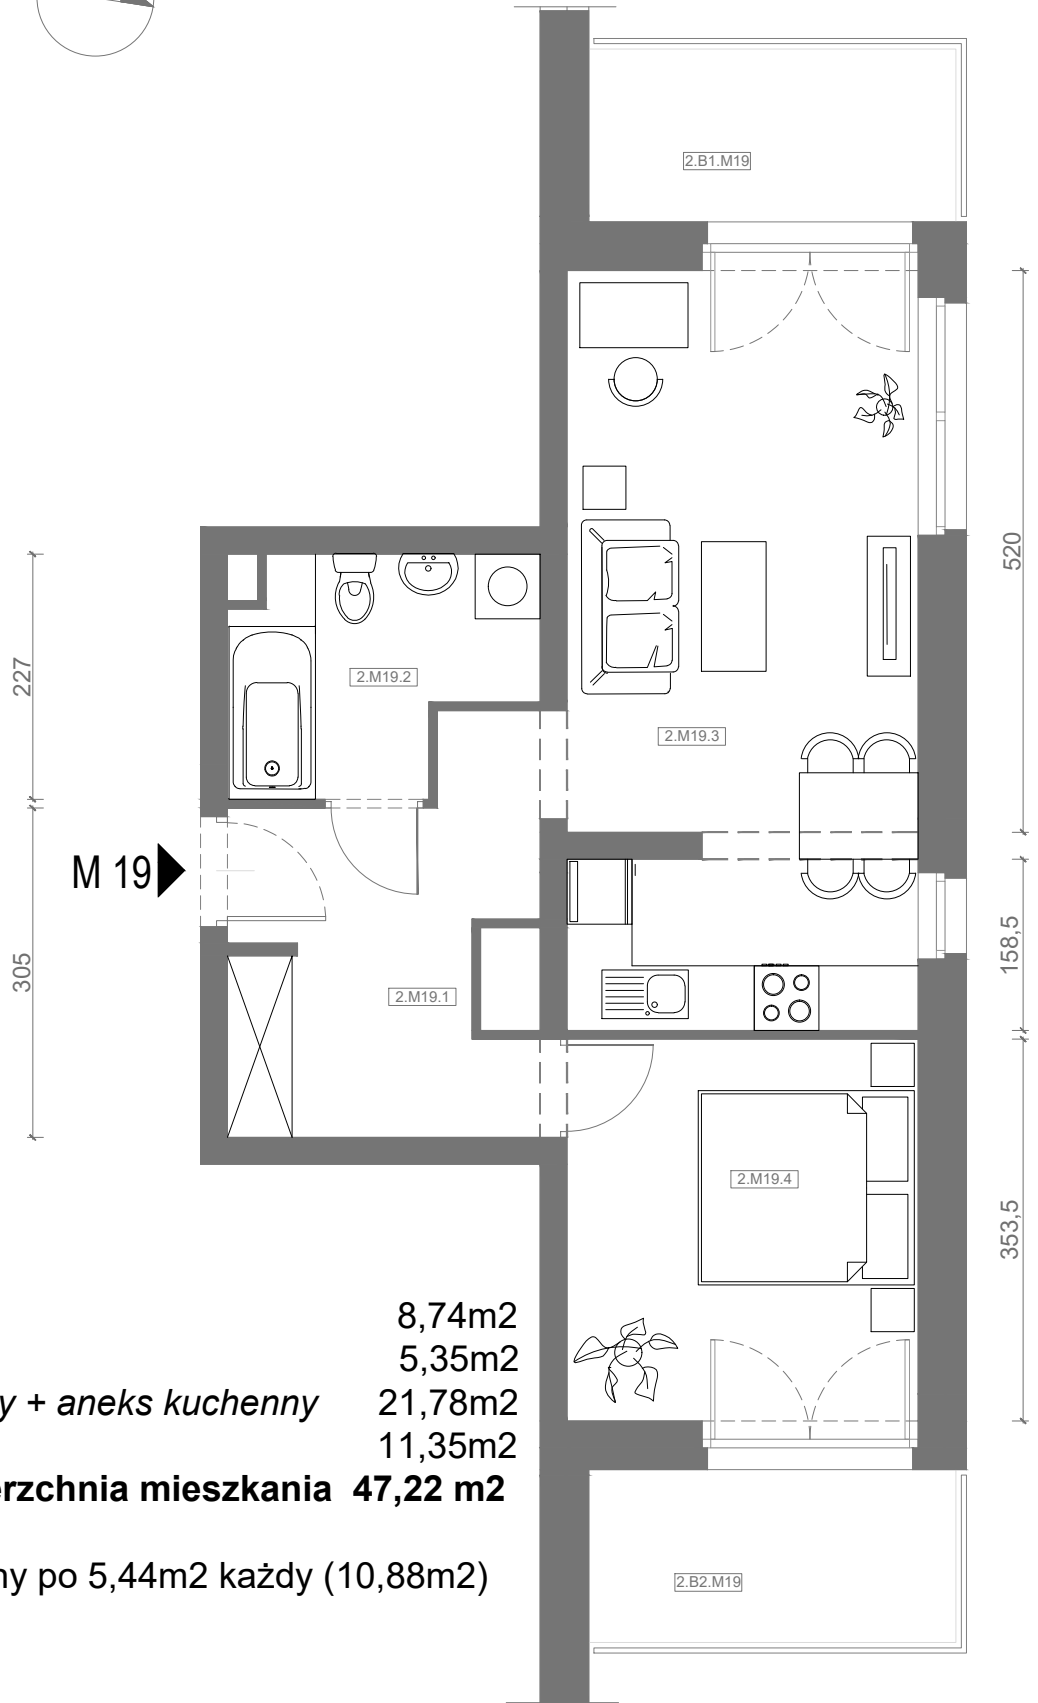 2.B1.M19
520
227
2.M19.2
2.M19.3
M 19
305
158,5
2.M19.1
2.M19.4
353,5
8,74m2
5,35m2
y + aneks kuchenny 21,78m2
11,35m2
erzchnia mieszkania 47,22 m2
ny po 5,44m2 każdy (10,88m2)
2.B2.M19